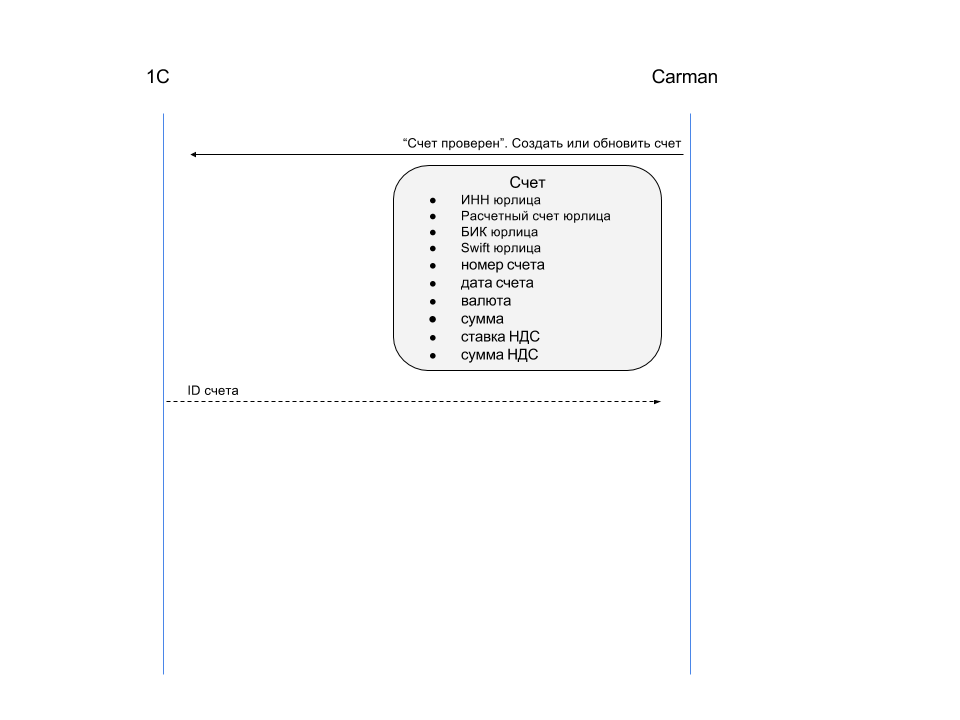 1С
Carman
“Счет проверен”. Создать или обновить счет
Счет
● ИНН юрлица
● Расчетный счет юрлица
● БИК юрлица
● Swift юрлица
● номер счета
● дата счета
● валюта
● сумма
● ставка НДС
● сумма НДС
ID счета